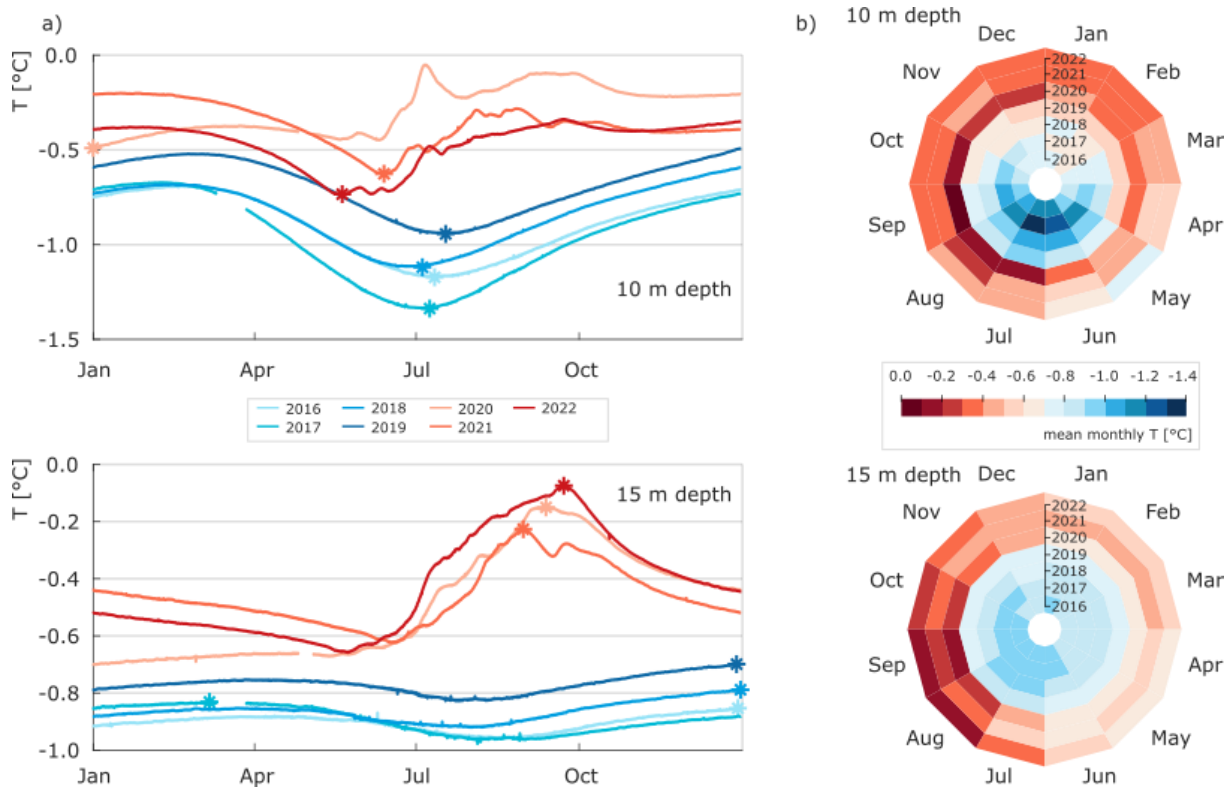 a)
T [°C]
0.0
-0.5
-1.0
-1.5
10 m depth
Jan Apr Jul Oct
2016 2018 2020 2022
2017 2019 2021
T [°C]
0.0
-0.2
-0.4
-0.6
-0.8
-1.0
15 m depth
Jan Apr Jul Oct
b)
10 m depth
Dec Jan
Nov Feb
Oct Mar
Sep Apr
Aug May
Jul Jun
2022
2021
2020
2019
2018
2017
2016
0.0 -0.2 -0.4 -0.6 -0.8 -1.0 -1.2 -1.4
mean monthly T [°C]
15 m depth
Dec Jan
Nov Feb
Oct Mar
Sep Apr
Aug May
Jul Jun
2022
2021
2020
2019
2018
2017
2016